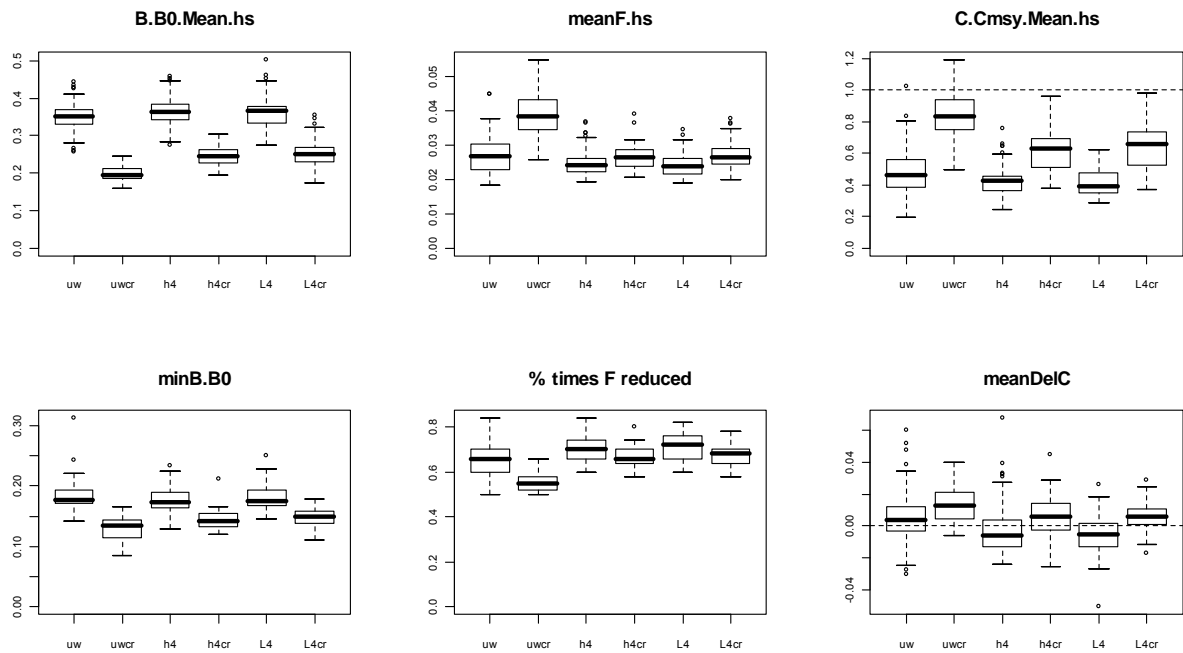 B.B0.Mean.hs
0.5
0.4
0.3
0.2
0.1
0.0
uw uwcr h4 h4cr L4 L4cr
meanF.hs
0.05
0.04
0.03
0.02
0.01
0.00
uw uwcr h4 h4cr L4 L4cr
C.Cmsy.Mean.hs
1.2
1.0
0.8
0.6
0.4
0.2
0.0
uw uwcr h4 h4cr L4 L4cr
minB.B0
0.30
0.20
0.10
0.00
uw uwcr h4 h4cr L4 L4cr
% times F reduced
0.8
0.6
0.4
0.2
0.0
uw uwcr h4 h4cr L4 L4cr
meanDelC
0.04
0.00
-0.04
uw uwcr h4 h4cr L4 L4cr